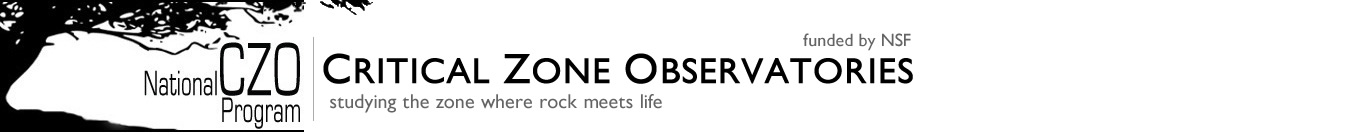 National CZO
Program
funded by NSF
CRITICAL ZONE OBSERVATORIES
studying the zone where rock meets life